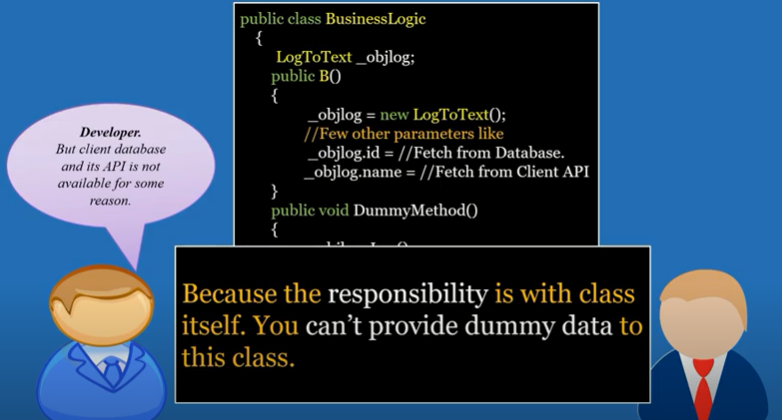 public class BusinessLogic
{
LogToText _objlog;
public B()
{
_objlog = new LogToText();
//Few other parameters like
_objlog.id = //Fetch from Database.
_objlog.name = //Fetch from Client API
}
public void DummyMethod()
{
Developer.
But client database
and its API is not
available for some
reason.
Because the responsibility is with class
itself. You can't provide dummy data to
this class.